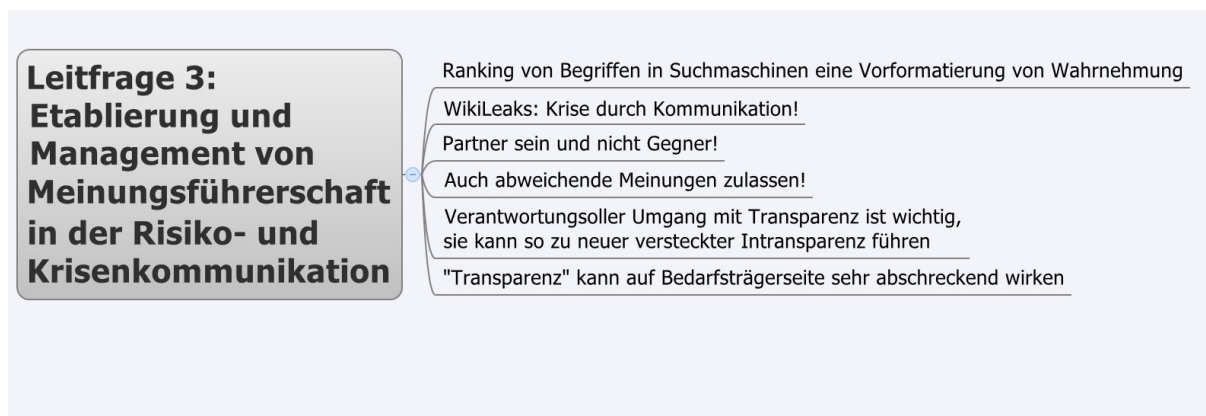 Leitfrage 3:
Etablierung und
Management von
Meinungsführerschaft
in der Risiko- und
Krisenkommunikation
Ranking von Begriffen in Suchmaschinen eine Vorformatierung von Wahrnehmung
WikiLeaks: Krise durch Kommunikation!
Partner sein und nicht Gegner!
Auch abweichende Meinungen zulassen!
Verantwortungsoller Umgang mit Transparenz ist wichtig,
sie kann so zu neuer versteckter Intransparenz führen
"Transparenz" kann auf Bedarfsträgerseite sehr abschreckend wirken